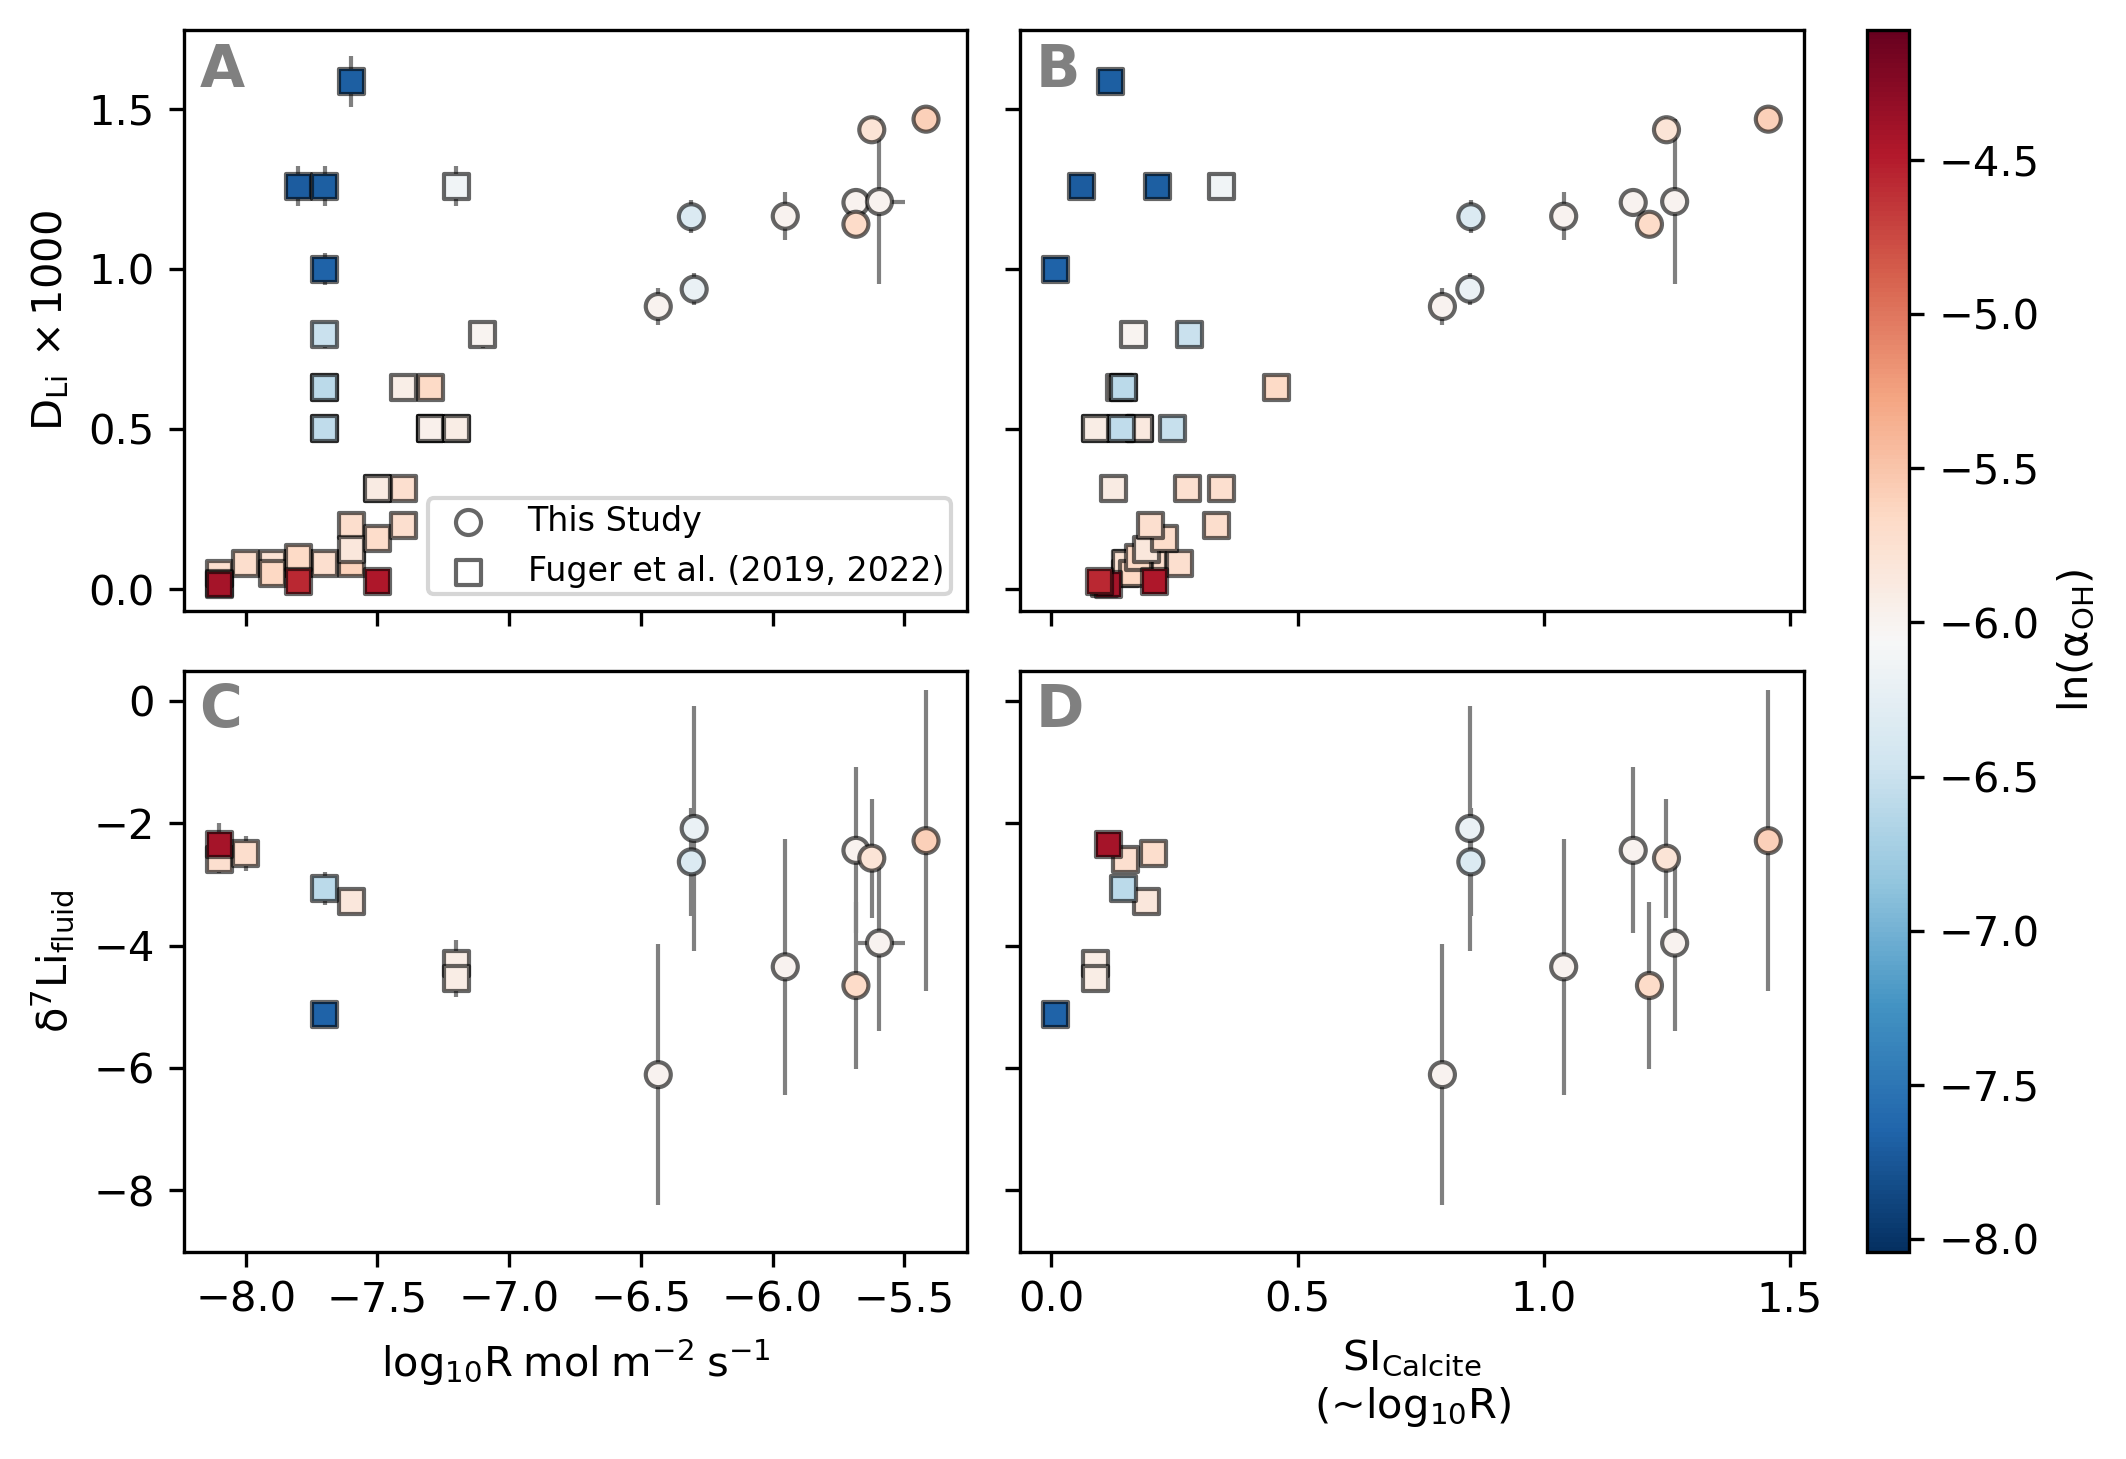 A
B
1.5
1.0
0.5
0.0
D_Li ×1000
This Study
Fuger et al. (2019, 2022)
C
D
0
−2
−4
−6
−8
δ⁷Li_fluid
−8.0 −7.5 −7.0 −6.5 −6.0 −5.5
log₁₀R mol m⁻² s⁻¹
0.0 0.5 1.0 1.5
SI_Calcite
(~log₁₀R)
−4.5
−5.0
−5.5
−6.0
−6.5
−7.0
−7.5
−8.0
ln(α_OH)